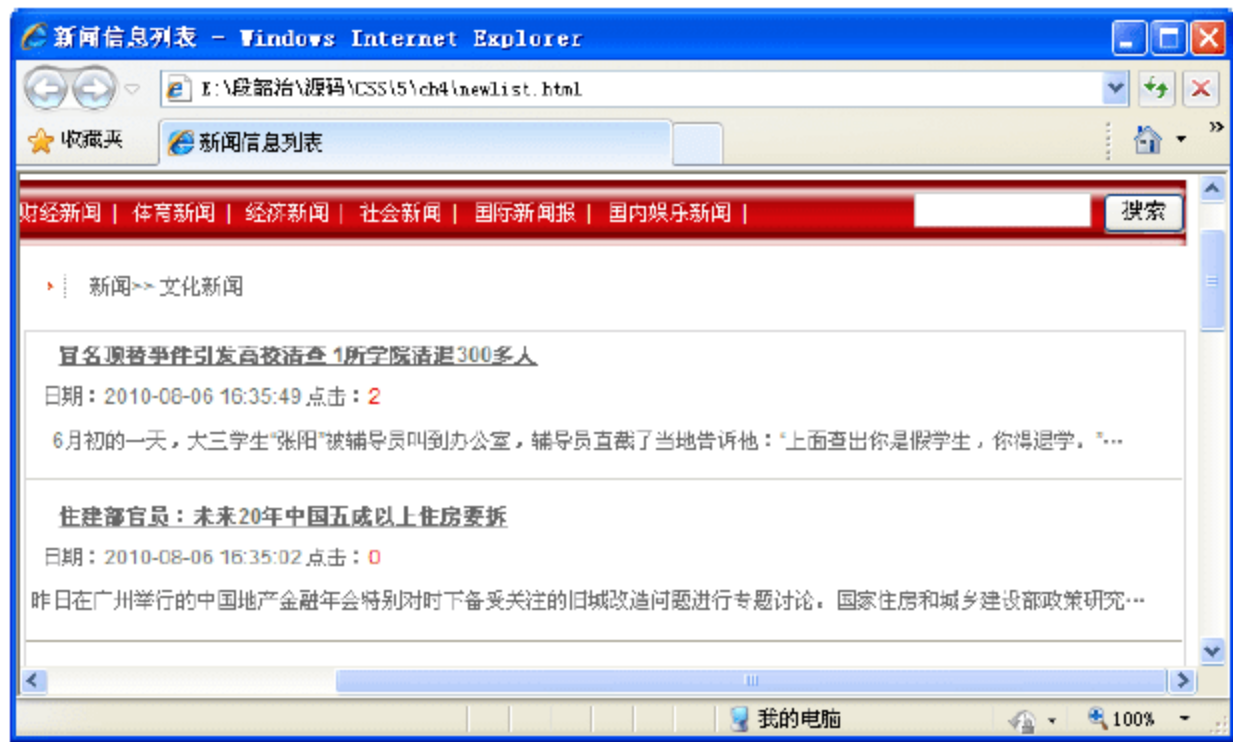 新闻信息列表 - Windows Internet Explorer
E:\段韶治\源码\CSS\5\ch4\newlist.html
收藏夹 新闻信息列表 »
财经新闻 | 体育新闻 | 经济新闻 | 社会新闻 | 国际新闻报 | 国内娱乐新闻 | 搜索
新闻>> 文化新闻
冒名顶替事件引发高校清查 1所学院清退300多人
日期：2010-08-06 16:35:49 点击：2
6月初的一天，大三学生“张阳”被辅导员叫到办公室，辅导员直截了当地告诉他：“上面查出你是假学生，你得退学。”…
住建部官员：未来20年中国五成以上住房要拆
日期：2010-08-06 16:35:02 点击：0
昨日在广州举行的中国地产金融年会特别对时下备受关注的旧城改造问题进行专题讨论。国家住房和城乡建设部政策研究…
我的电脑 100%